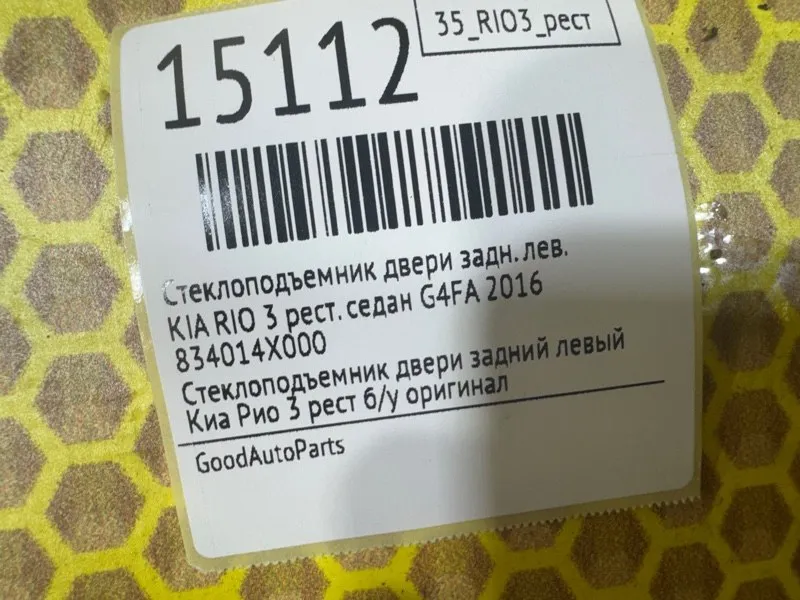 35_RIO3_рест
15112
Стеклоподъемник двери задн. лев.
KIA RIO 3 рест. седан G4FA 2016
834014X000
Стеклоподъемник двери задний левый
Киа Рио 3 рест б/у оригинал
GoodAutoParts